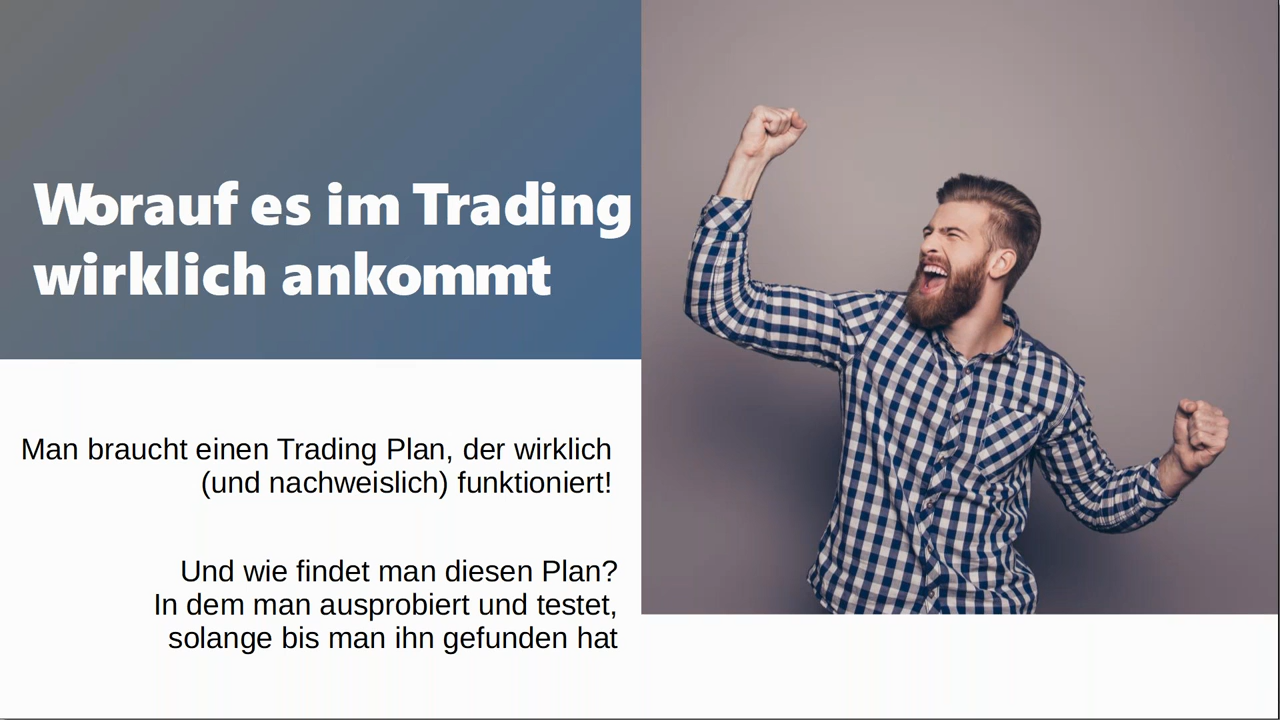 Worauf es im Trading
wirklich ankommt
Man braucht einen Trading Plan, der wirklich
(und nachweislich) funktioniert!
Und wie findet man diesen Plan?
In dem man ausprobiert und testet,
solange bis man ihn gefunden hat